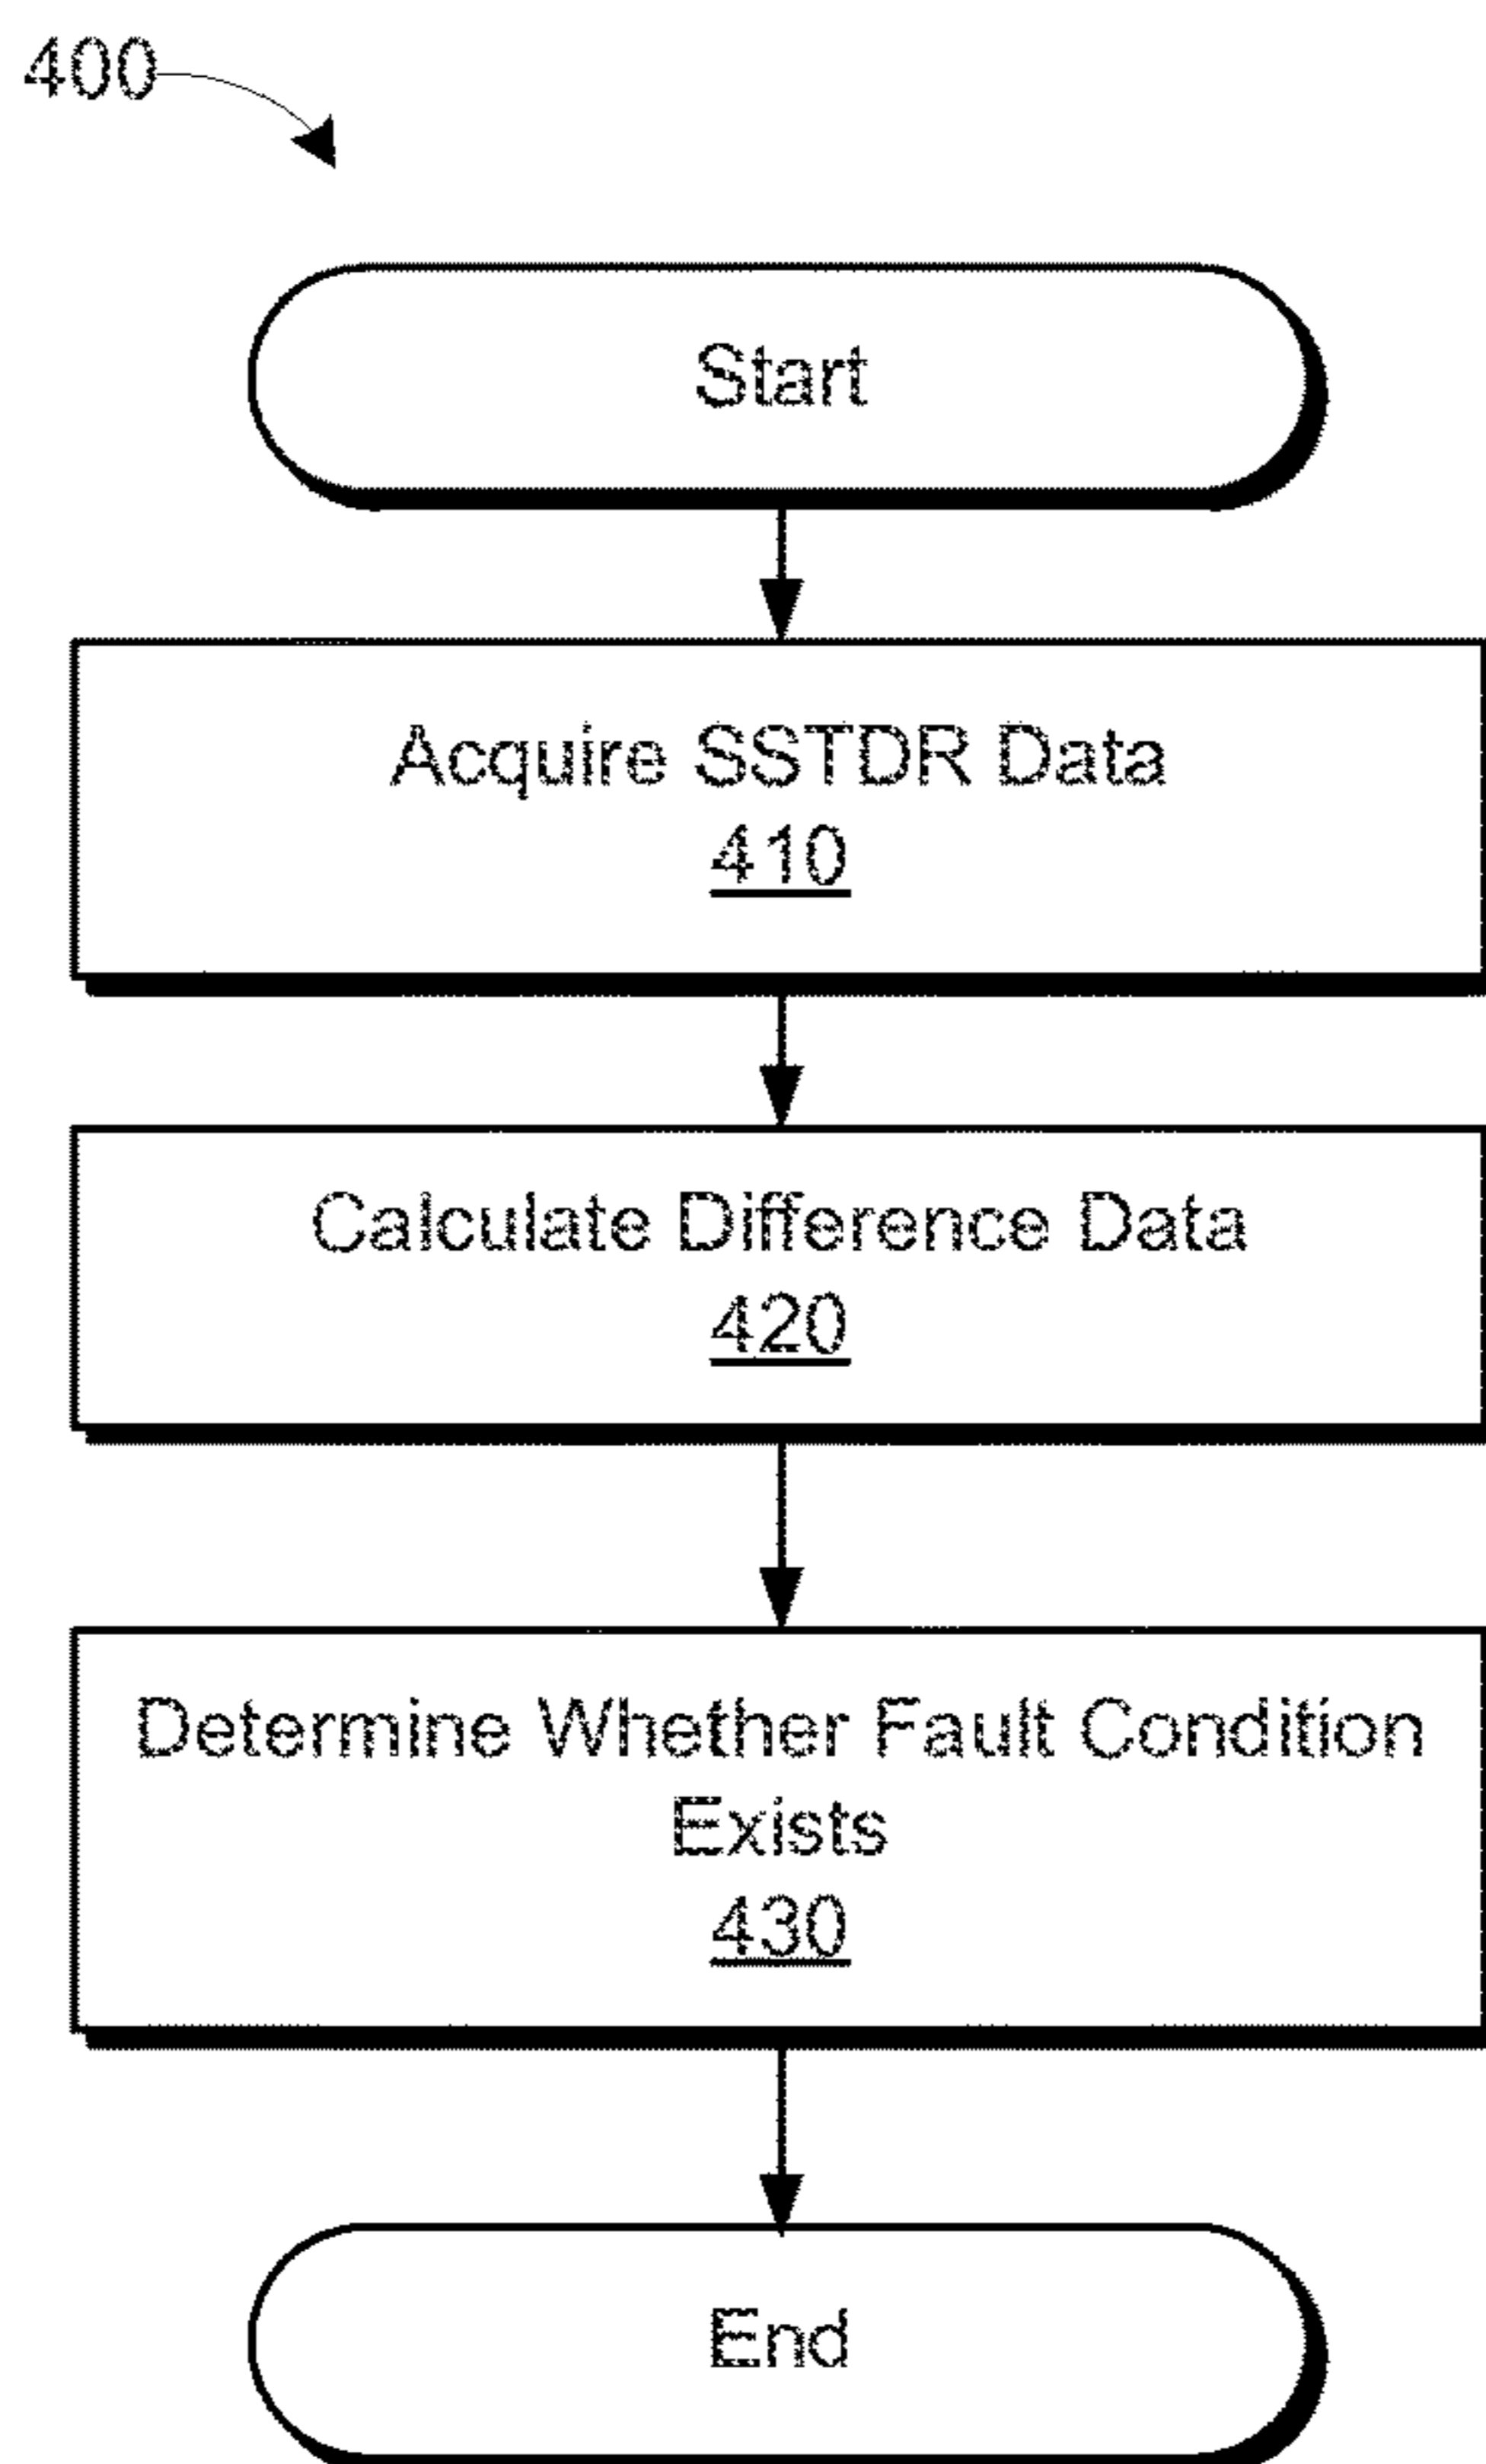 400
Start
Acquire SSTDR Data
410
Calculate Difference Data
420
Determine Whether Fault Condition
Exists
430
End